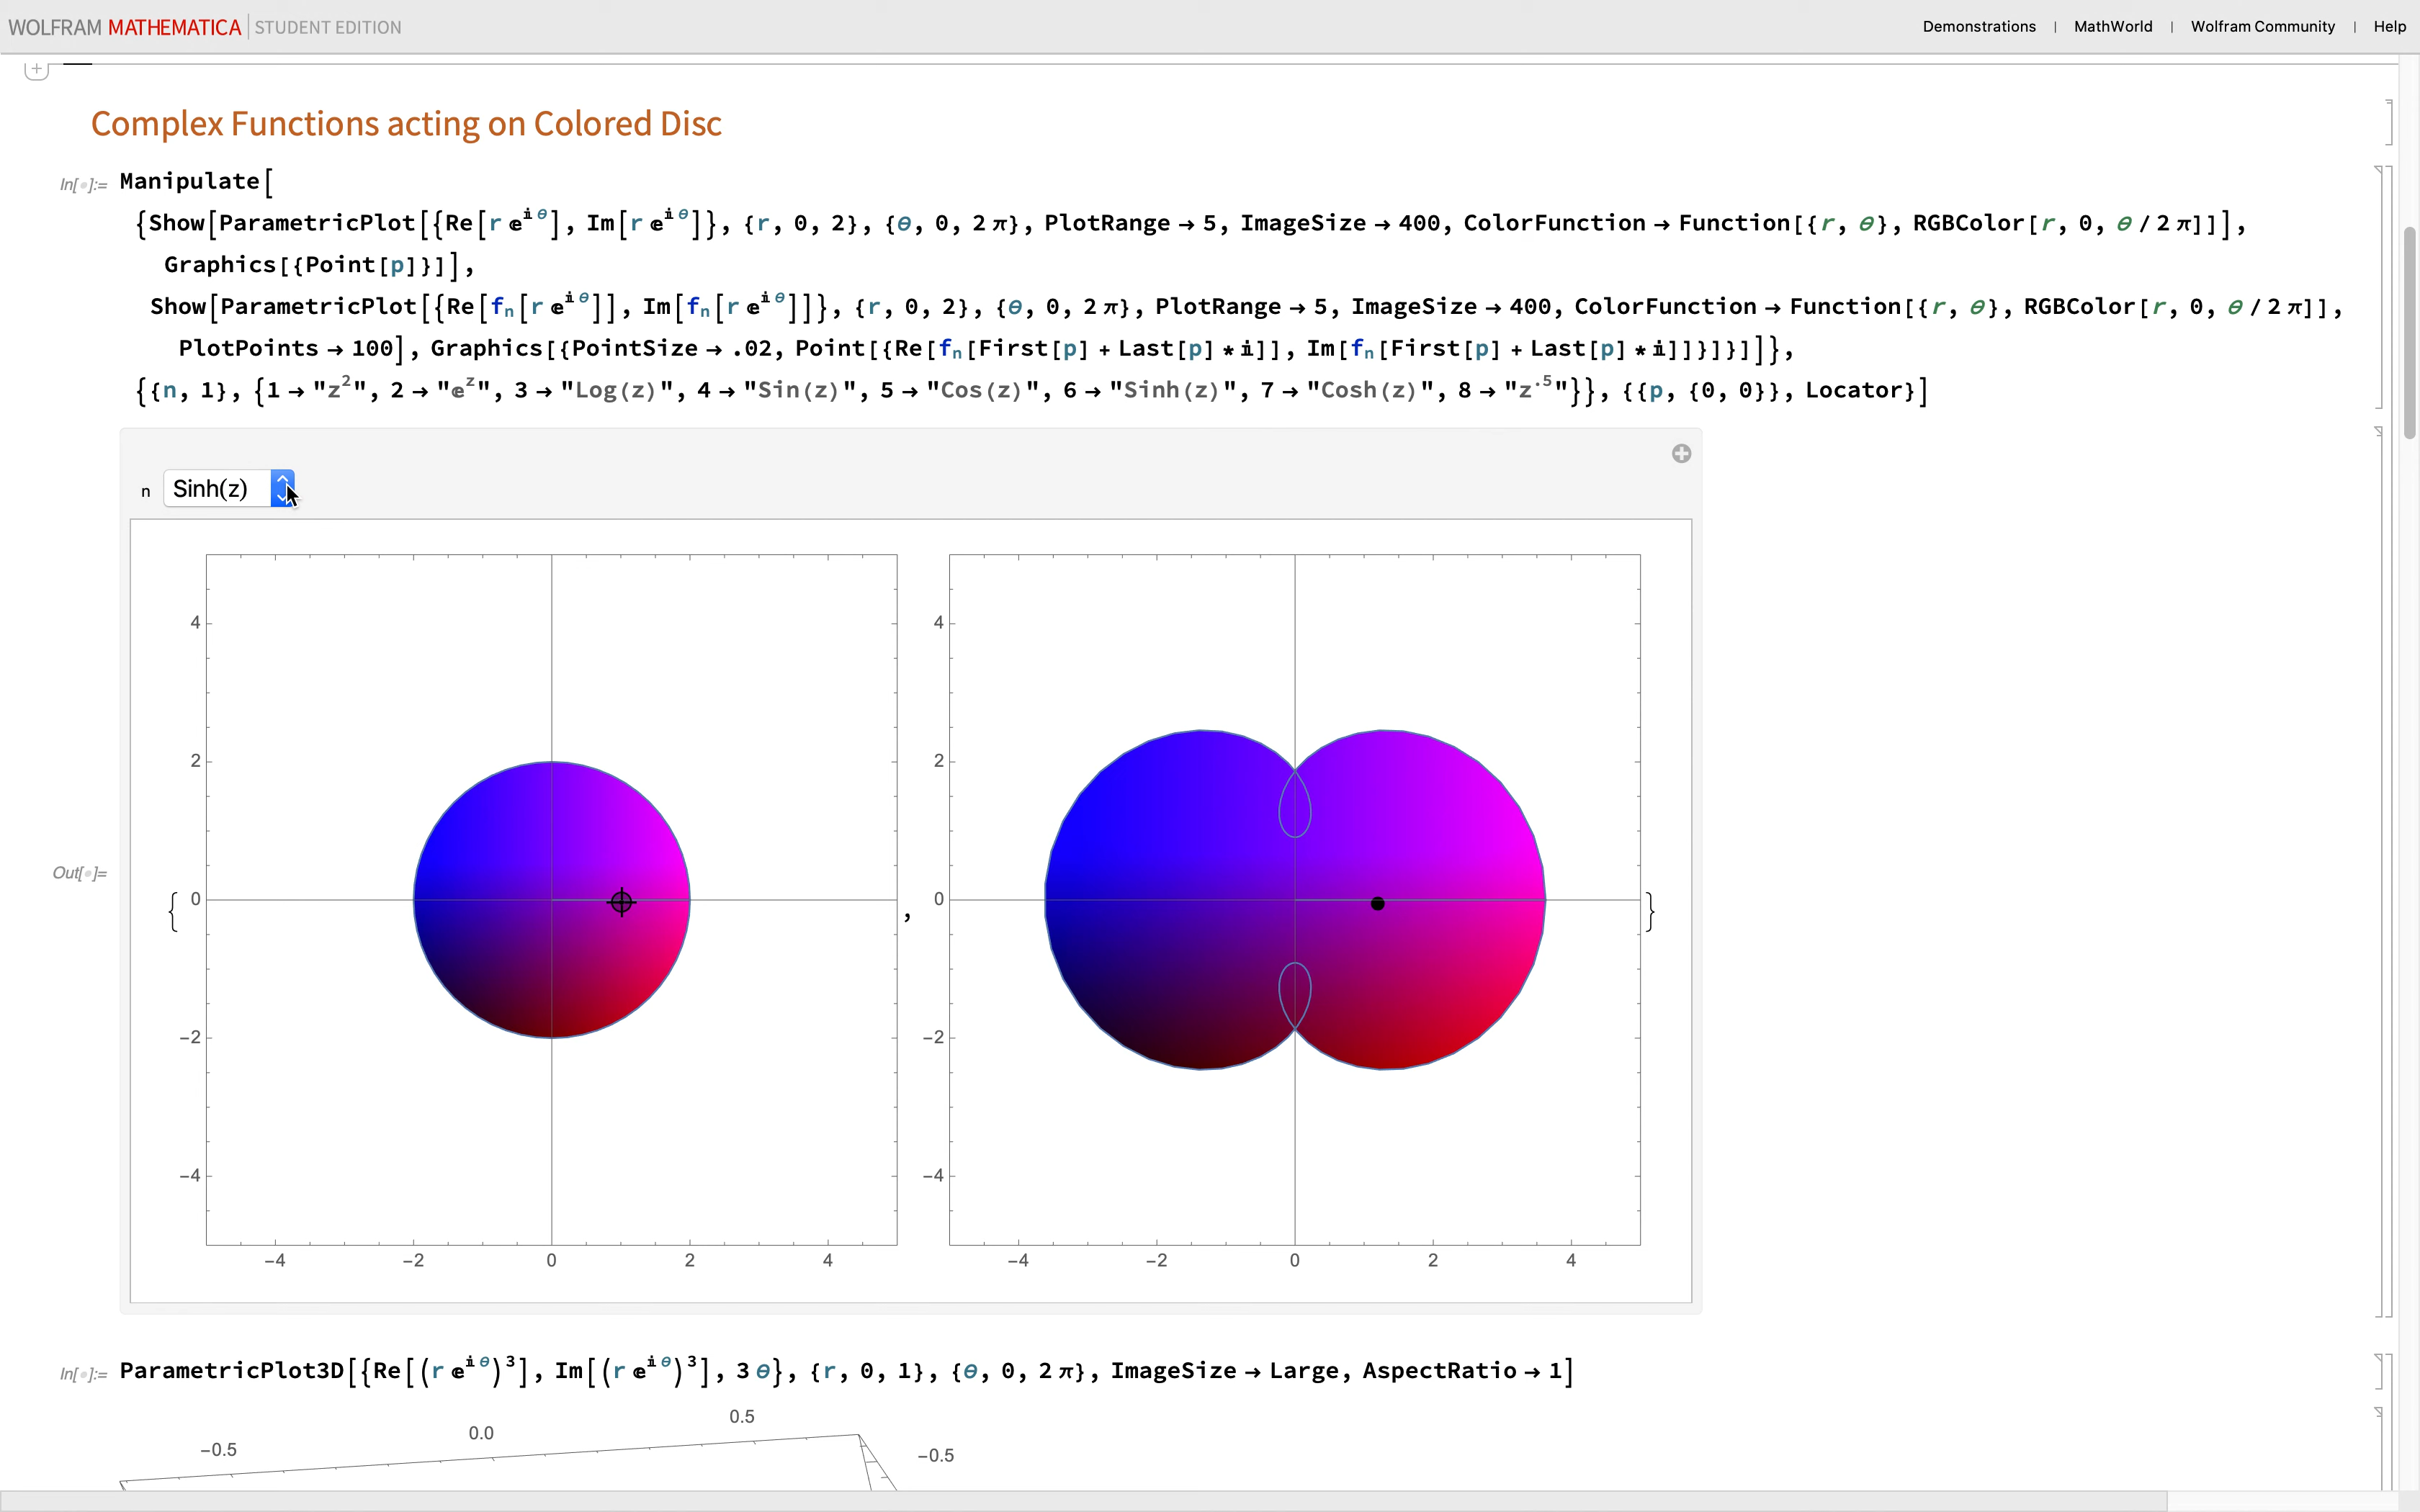 WOLFRAM MATHEMATICA | STUDENT EDITION
Demonstrations | MathWorld | Wolfram Community | Help
Complex Functions acting on Colored Disc
In[◦]:= Manipulate[
{Show[ParametricPlot[{Re[r ⅇ^(ⅈ θ)], Im[r ⅇ^(ⅈ θ)]}, {r, 0, 2}, {θ, 0, 2 π}, PlotRange → 5, ImageSize → 400, ColorFunction → Function[{r, θ}, RGBColor[r, 0, θ / 2 π]]],
Graphics[{Point[p]}]],
Show[ParametricPlot[{Re[fₙ[r ⅇ^(ⅈ θ)]], Im[fₙ[r ⅇ^(ⅈ θ)]]}, {r, 0, 2}, {θ, 0, 2 π}, PlotRange → 5, ImageSize → 400, ColorFunction → Function[{r, θ}, RGBColor[r, 0, θ / 2 π]],
PlotPoints → 100], Graphics[{PointSize → .02, Point[{Re[fₙ[First[p] + Last[p] * ⅈ]], Im[fₙ[First[p] + Last[p] * ⅈ]]}]}]]},
{{n, 1}, {1 → "z²", 2 → "ⅇ^z", 3 → "Log(z)", 4 → "Sin(z)", 5 → "Cos(z)", 6 → "Sinh(z)", 7 → "Cosh(z)", 8 → "z^.5"}}, {{p, {0, 0}}, Locator}]
n Sinh(z)
4 4
2 2
Out[◦]= { 0 , 0 }
−2 −2
−4 −4
−4 −2 0 2 4 −4 −2 0 2 4
In[◦]:= ParametricPlot3D[{Re[(r ⅇ^(ⅈ θ))³], Im[(r ⅇ^(ⅈ θ))³], 3 θ}, {r, 0, 1}, {θ, 0, 2 π}, ImageSize → Large, AspectRatio → 1]
−0.5 0.0 0.5 −0.5